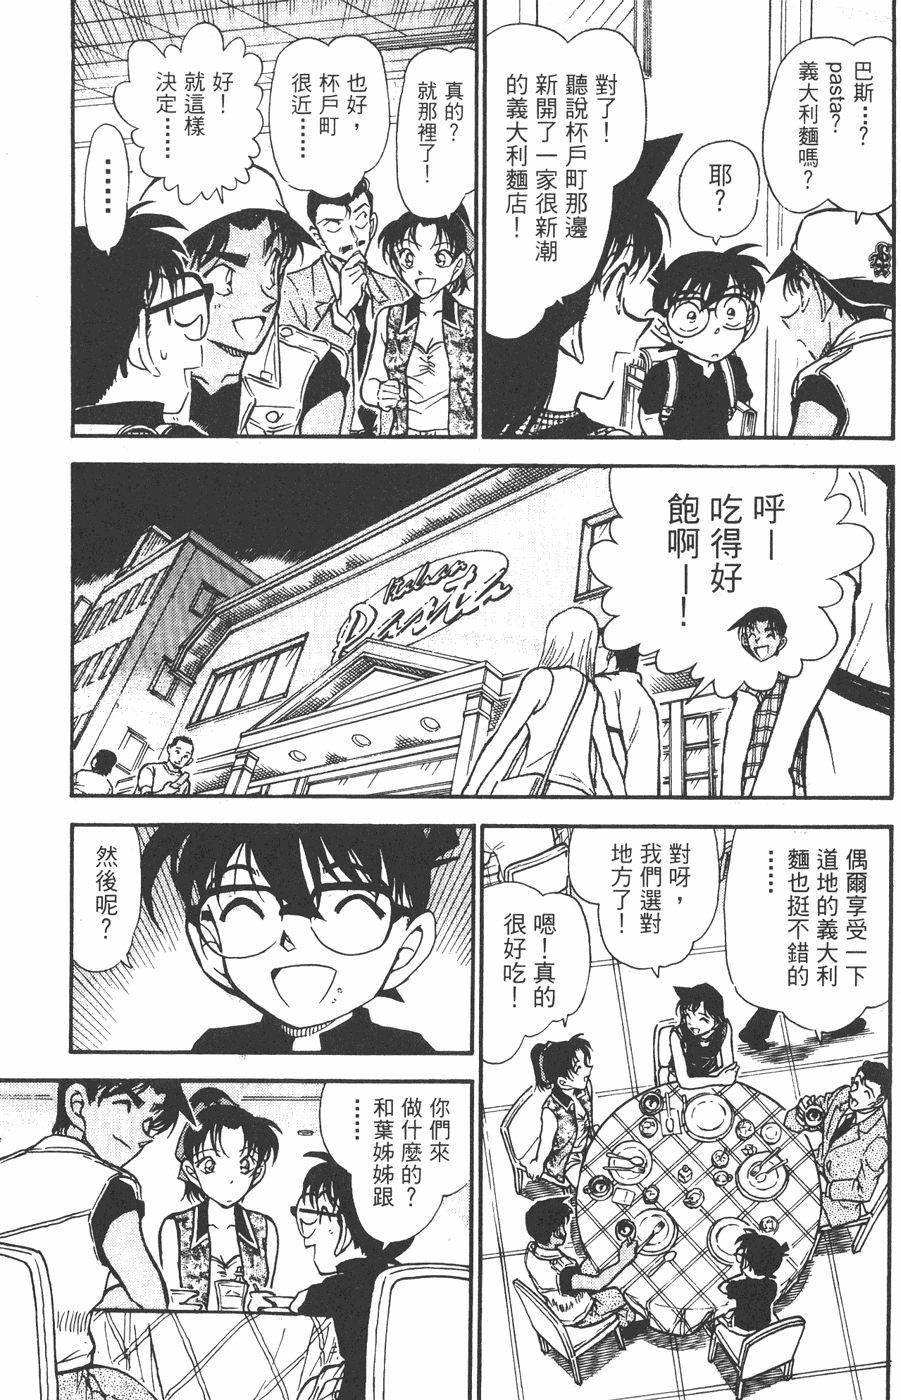 巴斯…?
pasta?
義大利麵嗎?
耶?
對了!
聽說杯戶町那邊
新開了一家很新潮
的義大利麵店!
真的?
就那裡了!
也好，
杯戶町
很近……
好!
就這樣
決定……
……
呼—
吃得好
飽啊—!
Italian
Pasta
偶爾享受一下
道地的義大利
麵也挺不錯的
……
對呀，
我們選對
地方了!
嗯!真的
很好吃!
然後呢?
你們來
做什麼的?
和葉姊姊跟
……